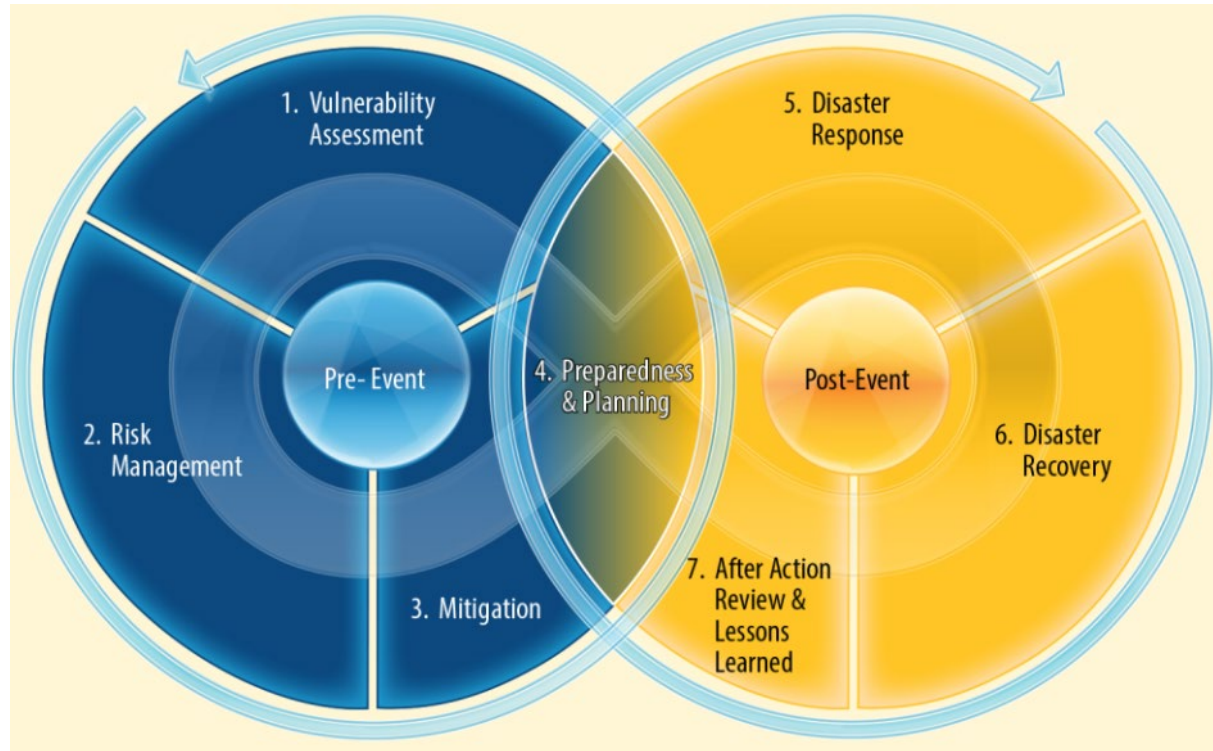 1. Vulnerability
Assessment
2. Risk
Management
3. Mitigation
Pre- Event
4. Preparedness
& Planning
5. Disaster
Response
Post-Event
6. Disaster
Recovery
7. After Action
Review &
Lessons
Learned